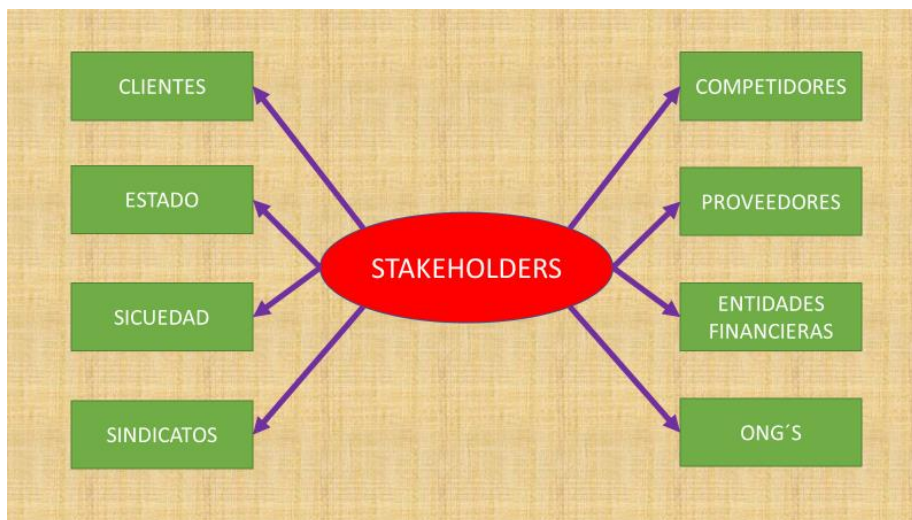 CLIENTES
ESTADO
SICUEDAD
SINDICATOS
STAKEHOLDERS
COMPETIDORES
PROVEEDORES
ENTIDADES
FINANCIERAS
ONG´S